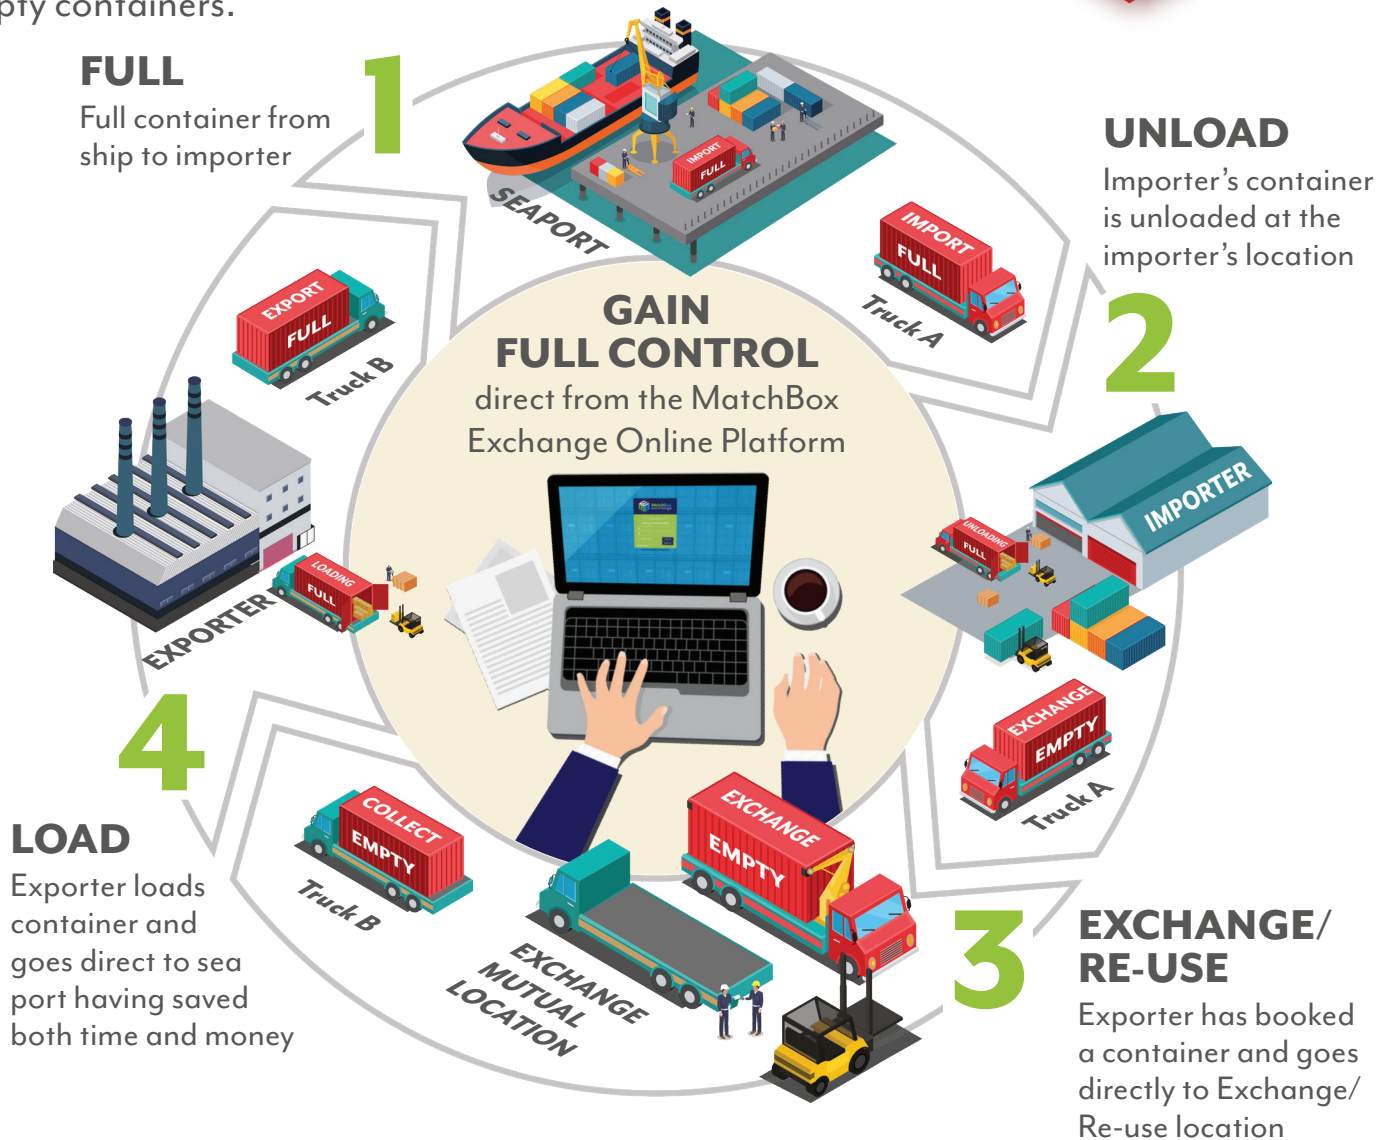 pty containers.
FULL
Full container from
ship to importer
1
SEAPORT
IMPORT
FULL
IMPORT
FULL
Truck A
UNLOAD
Importer's container
is unloaded at the
importer's location
2
IMPORTER
UNLOADING
FULL
EXCHANGE
EMPTY
Truck A
GAIN
FULL CONTROL
direct from the MatchBox
Exchange Online Platform
3
EXCHANGE/
RE-USE
Exporter has booked
a container and goes
directly to Exchange/
Re-use location
EXCHANGE
EMPTY
EXCHANGE
MUTUAL
LOCATION
COLLECT
EMPTY
Truck B
4
LOAD
Exporter loads
container and
goes direct to sea
port having saved
both time and money
EXPORTER
LOADING
FULL
EXPORT
FULL
Truck B